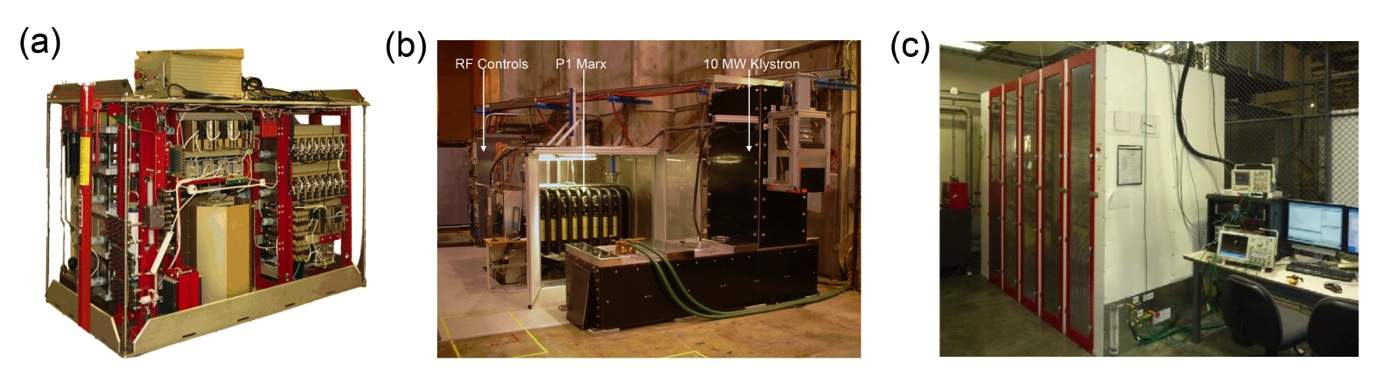 (a)
(b)
(c)
RF Controls
P1 Marx
10 MW Klystron